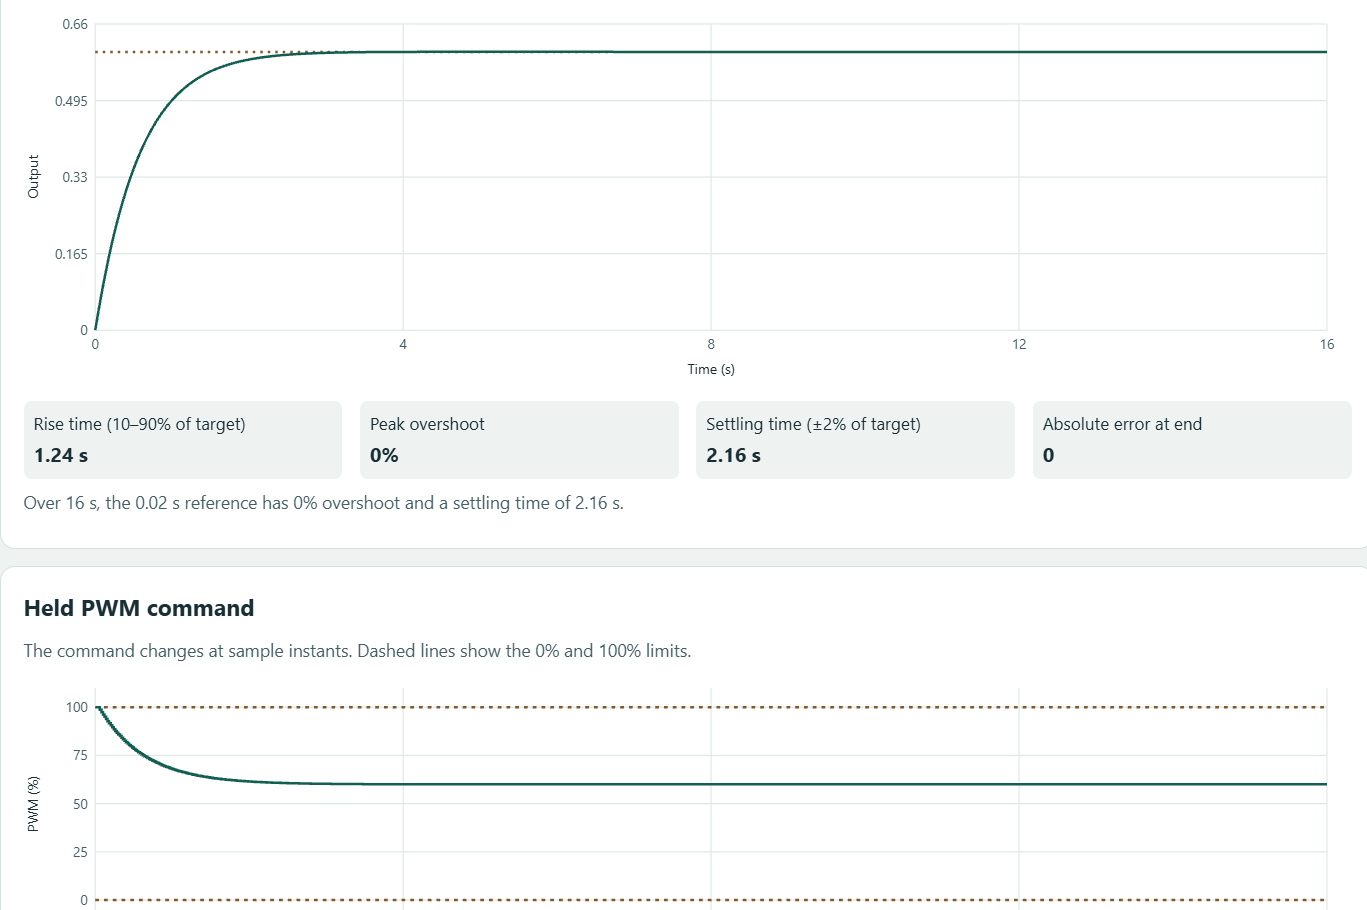 0.66
0.495
0.33
0.165
0
Output
0 4 8 12 16
Time (s)
Rise time (10–90% of target)
1.24 s
Peak overshoot
0%
Settling time (±2% of target)
2.16 s
Absolute error at end
0
Over 16 s, the 0.02 s reference has 0% overshoot and a settling time of 2.16 s.
Held PWM command
The command changes at sample instants. Dashed lines show the 0% and 100% limits.
100
75
50
25
0
PWM (%)